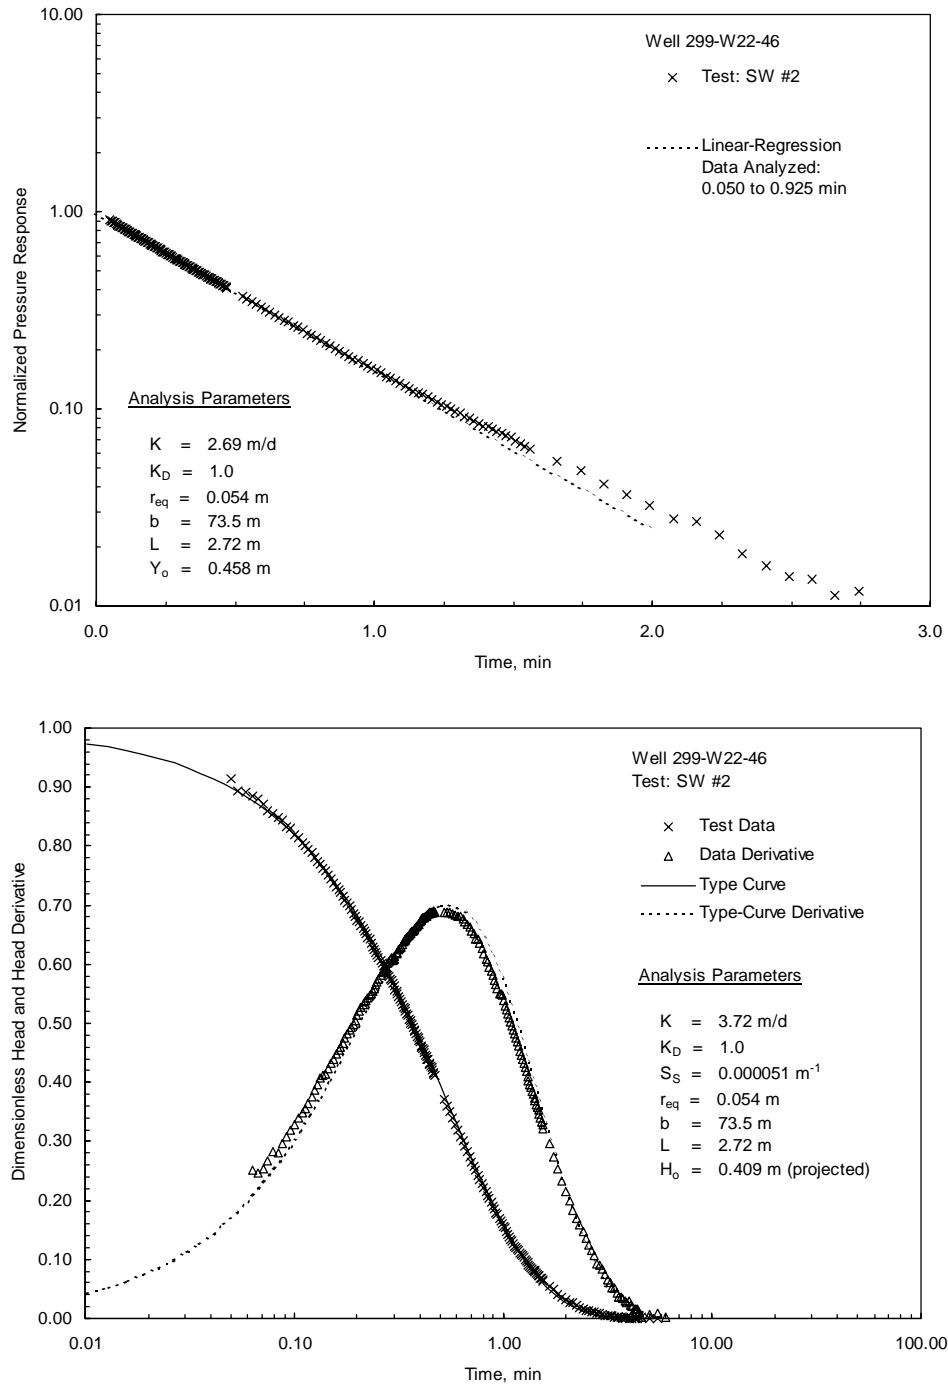 10.00
1.00
0.10
0.01
Normalized Pressure Response
Well 299-W22-46
× Test: SW #2
Linear-Regression
Data Analyzed:
0.050 to 0.925 min
Analysis Parameters
K = 2.69 m/d
K_D = 1.0
r_eq = 0.054 m
b = 73.5 m
L = 2.72 m
Y_o = 0.458 m
0.0 1.0 2.0 3.0
Time, min
1.00
0.90
0.80
0.70
0.60
0.50
0.40
0.30
0.20
0.10
0.00
Dimensionless Head and Head Derivative
Well 299-W22-46
Test: SW #2
× Test Data
△ Data Derivative
Type Curve
Type-Curve Derivative
Analysis Parameters
K = 3.72 m/d
K_D = 1.0
S_S = 0.000051 m⁻¹
r_eq = 0.054 m
b = 73.5 m
L = 2.72 m
H_o = 0.409 m (projected)
0.01 0.10 1.00 10.00 100.00
Time, min